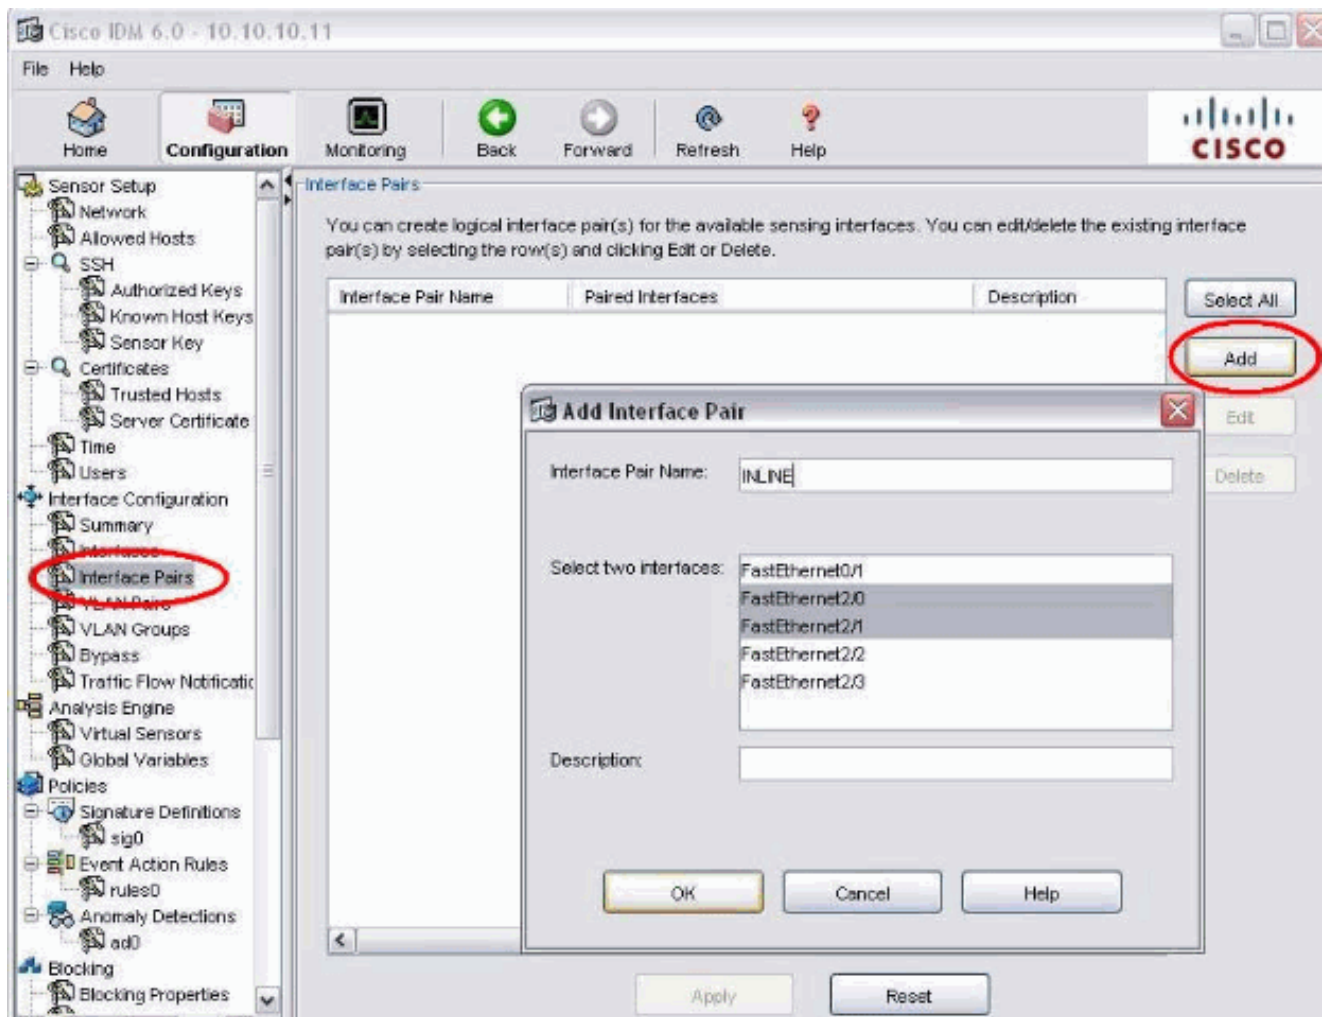 Cisco IDM 6.0 - 10.10.10.11
File Help
Home Configuration Monitoring Back Forward Refresh Help
CISCO
Sensor Setup
Network
Allowed Hosts
SSH
Authorized Keys
Known Host Keys
Sensor Key
Certificates
Trusted Hosts
Server Certificate
Time
Users
Interface Configuration
Summary
Interfaces
Interface Pairs
VLAN Pairs
VLAN Groups
Bypass
Traffic Flow Notificatic
Analysis Engine
Virtual Sensors
Global Variables
Policies
Signature Definitions
sig0
Event Action Rules
rules0
Anomaly Detections
ad0
Blocking
Blocking Properties
Interface Pairs
You can create logical interface pair(s) for the available sensing interfaces. You can edit/delete the existing interface
pair(s) by selecting the row(s) and clicking Edit or Delete.
Interface Pair Name Paired Interfaces Description
Select All
Add
Edit
Delete
Add Interface Pair
Interface Pair Name: INLINE
Select two interfaces: FastEthernet0/1
FastEthernet2/0
FastEthernet2/1
FastEthernet2/2
FastEthernet2/3
Description:
OK Cancel Help
Apply Reset